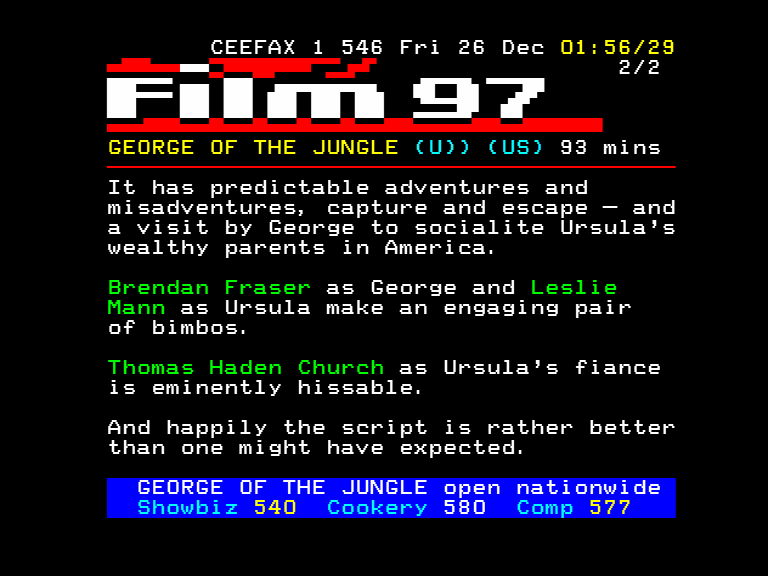 CEEFAX 1 546 Fri 26 Dec 01:56/29
2/2
Film 97
GEORGE OF THE JUNGLE (U)) (US) 93 mins
It has predictable adventures and
misadventures, capture and escape — and
a visit by George to socialite Ursula's
wealthy parents in America.
Brendan Fraser as George and Leslie
Mann as Ursula make an engaging pair
of bimbos.
Thomas Haden Church as Ursula's fiance
is eminently hissable.
And happily the script is rather better
than one might have expected.
GEORGE OF THE JUNGLE open nationwide
Showbiz 540 Cookery 580 Comp 577